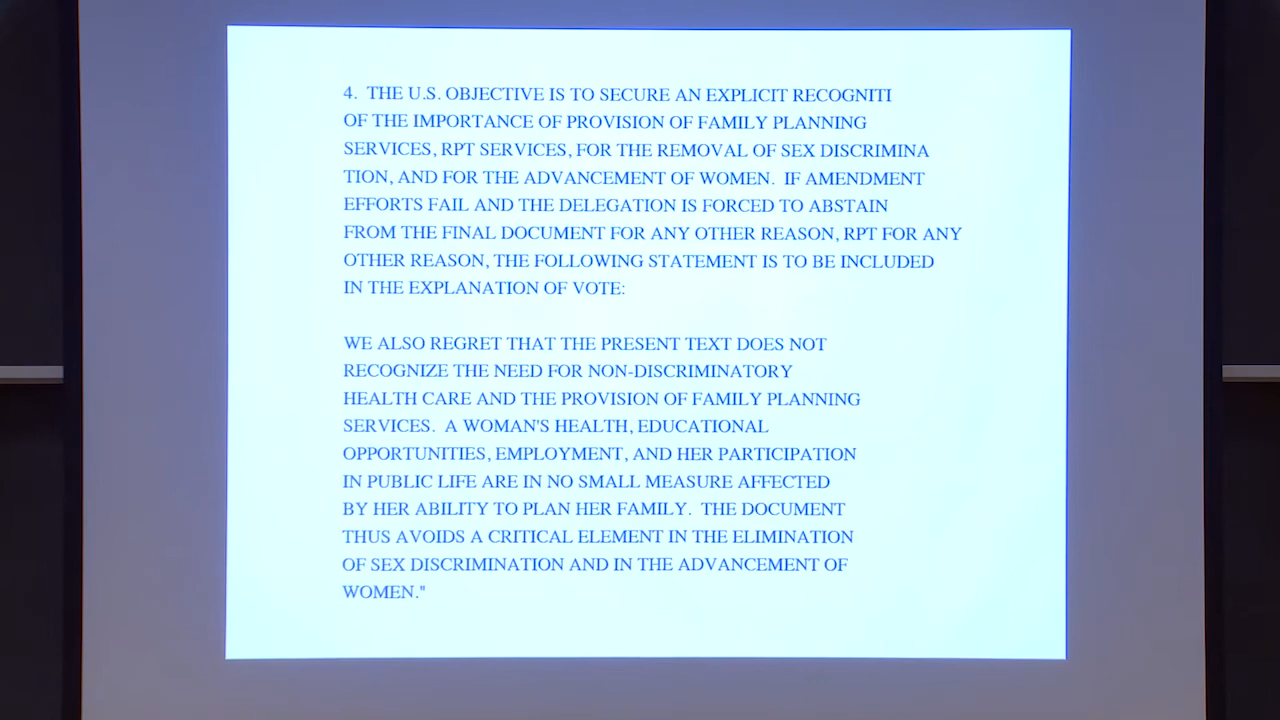 4.  THE U.S. OBJECTIVE IS TO SECURE AN EXPLICIT RECOGNITI
OF THE IMPORTANCE OF PROVISION OF FAMILY PLANNING
SERVICES, RPT SERVICES, FOR THE REMOVAL OF SEX DISCRIMINA
TION, AND FOR THE ADVANCEMENT OF WOMEN.  IF AMENDMENT
EFFORTS FAIL AND THE DELEGATION IS FORCED TO ABSTAIN
FROM THE FINAL DOCUMENT FOR ANY OTHER REASON, RPT FOR ANY
OTHER REASON, THE FOLLOWING STATEMENT IS TO BE INCLUDED
IN THE EXPLANATION OF VOTE:
WE ALSO REGRET THAT THE PRESENT TEXT DOES NOT
RECOGNIZE THE NEED FOR NON-DISCRIMINATORY
HEALTH CARE AND THE PROVISION OF FAMILY PLANNING
SERVICES.  A WOMAN'S HEALTH, EDUCATIONAL
OPPORTUNITIES, EMPLOYMENT, AND HER PARTICIPATION
IN PUBLIC LIFE ARE IN NO SMALL MEASURE AFFECTED
BY HER ABILITY TO PLAN HER FAMILY.  THE DOCUMENT
THUS AVOIDS A CRITICAL ELEMENT IN THE ELIMINATION
OF SEX DISCRIMINATION AND IN THE ADVANCEMENT OF
WOMEN."